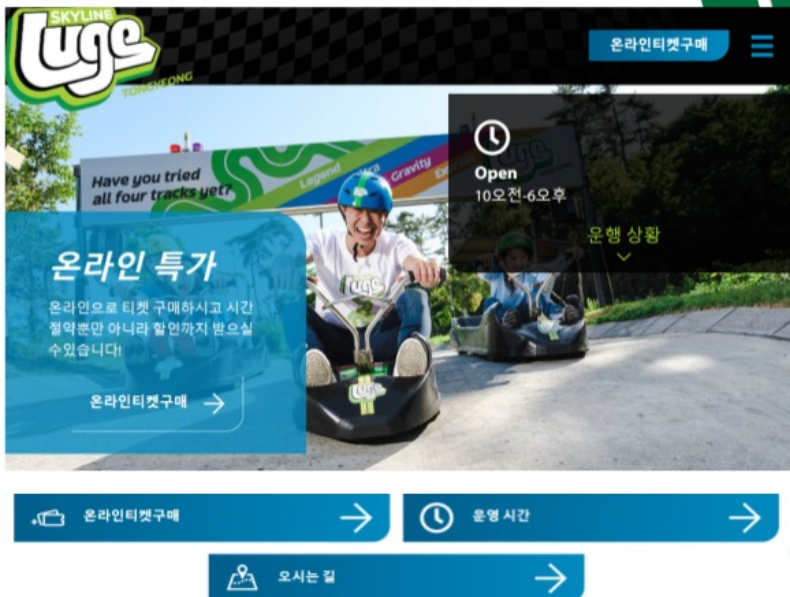 SKYLINE
Luge
TONGYEONG
온라인티켓구매
Have you tried
all four tracks yet?
Legend
Gravity
Luge
Open
10오전-6오후
운행 상황
온라인 특가
온라인으로 티켓 구매하시고 시간
절약뿐만 아니라 할인까지 받으실
수있습니다!
온라인티켓구매
Luge
Luge
온라인티켓구매
운영 시간
오시는 길